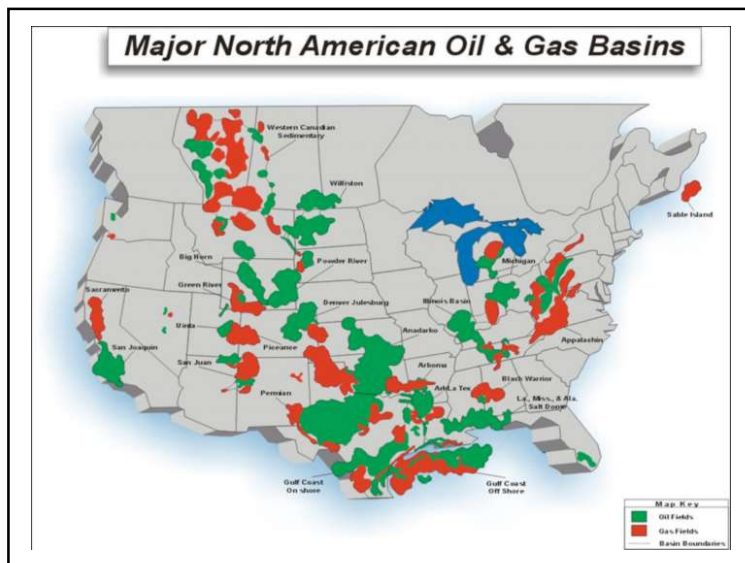 Major North American Oil & Gas Basins
Western Canadian
Sedimentary
Williston
Sable Island
Big Horn
Powder River
Michigan
Green River
Sacramento
Denver Julesburg
Illinois Basin
Uinta
Anadarko
Piceance
Appalachin
San Joaquin
San Juan
Arkoma
Black Warrior
Permian
ArkLa Tex
La., Miss., & Ala.
Salt Dome
Gulf Coast
On shore
Gulf Coast
Off Shore
Map Key
Oil Fields
Gas Fields
Basin Boundaries